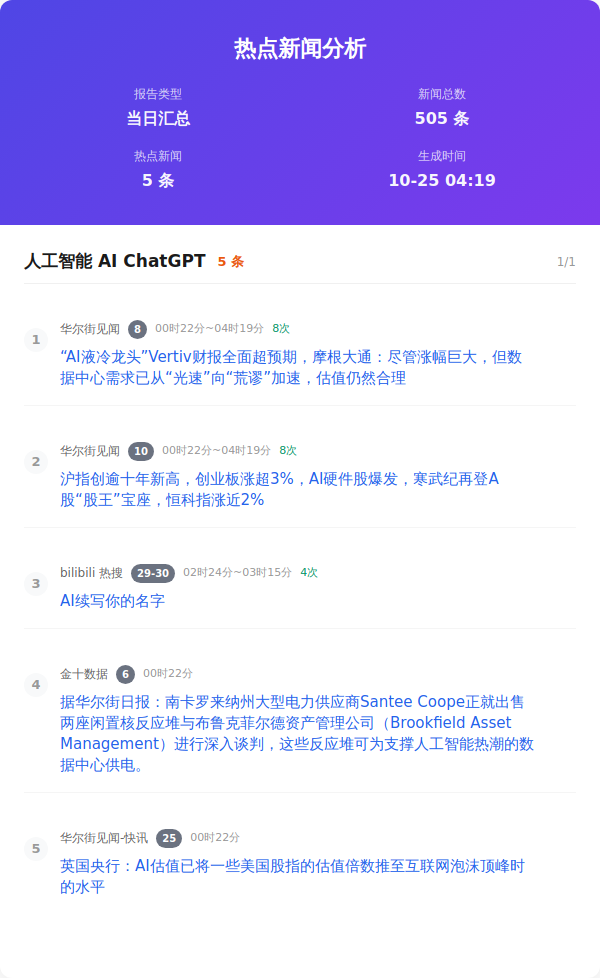 热点新闻分析
报告类型
新闻总数
当日汇总
505 条
热点新闻
生成时间
5 条
10-25 04:19
人工智能 AI ChatGPT 5 条 1/1
1 华尔街见闻 8 00时22分~04时19分 8次
“AI液冷龙头”Vertiv财报全面超预期，摩根大通：尽管涨幅巨大，但数
据中心需求已从“光速”向“荒谬”加速，估值仍然合理
2 华尔街见闻 10 00时22分~04时19分 8次
沪指创逾十年新高，创业板涨超3%，AI硬件股爆发，寒武纪再登A
股“股王”宝座，恒科指涨近2%
3 bilibili 热搜 29-30 02时24分~03时15分 4次
AI续写你的名字
4 金十数据 6 00时22分
据华尔街日报：南卡罗来纳州大型电力供应商Santee Coope正就出售
两座闲置核反应堆与布鲁克菲尔德资产管理公司（Brookfield Asset
Management）进行深入谈判，这些反应堆可为支撑人工智能热潮的数
据中心供电。
5 华尔街见闻-快讯 25 00时22分
英国央行：AI估值已将一些美国股指的估值倍数推至互联网泡沫顶峰时
的水平